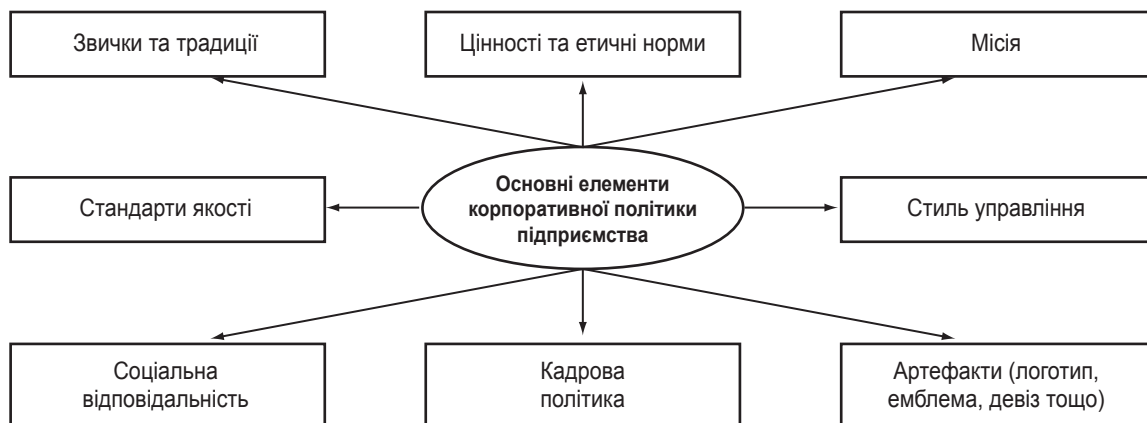 Звички та традиції
Цінності та етичні норми
Місія
Основні елементи
корпоративної політики
підприємства
Стандарти якості
Стиль управління
Соціальна
відповідальність
Кадрова
політика
Артефакти (логотип,
емблема, девіз тощо)